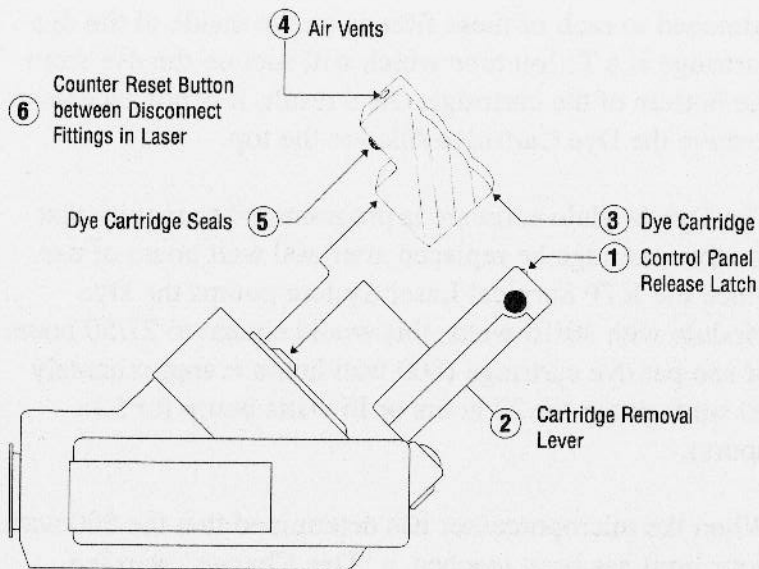 4 Air Vents
6 Counter Reset Button
between Disconnect
Fittings in Laser
Dye Cartridge Seals 5
3 Dye Cartridge
1 Control Panel
Release Latch
2 Cartridge Removal
Lever